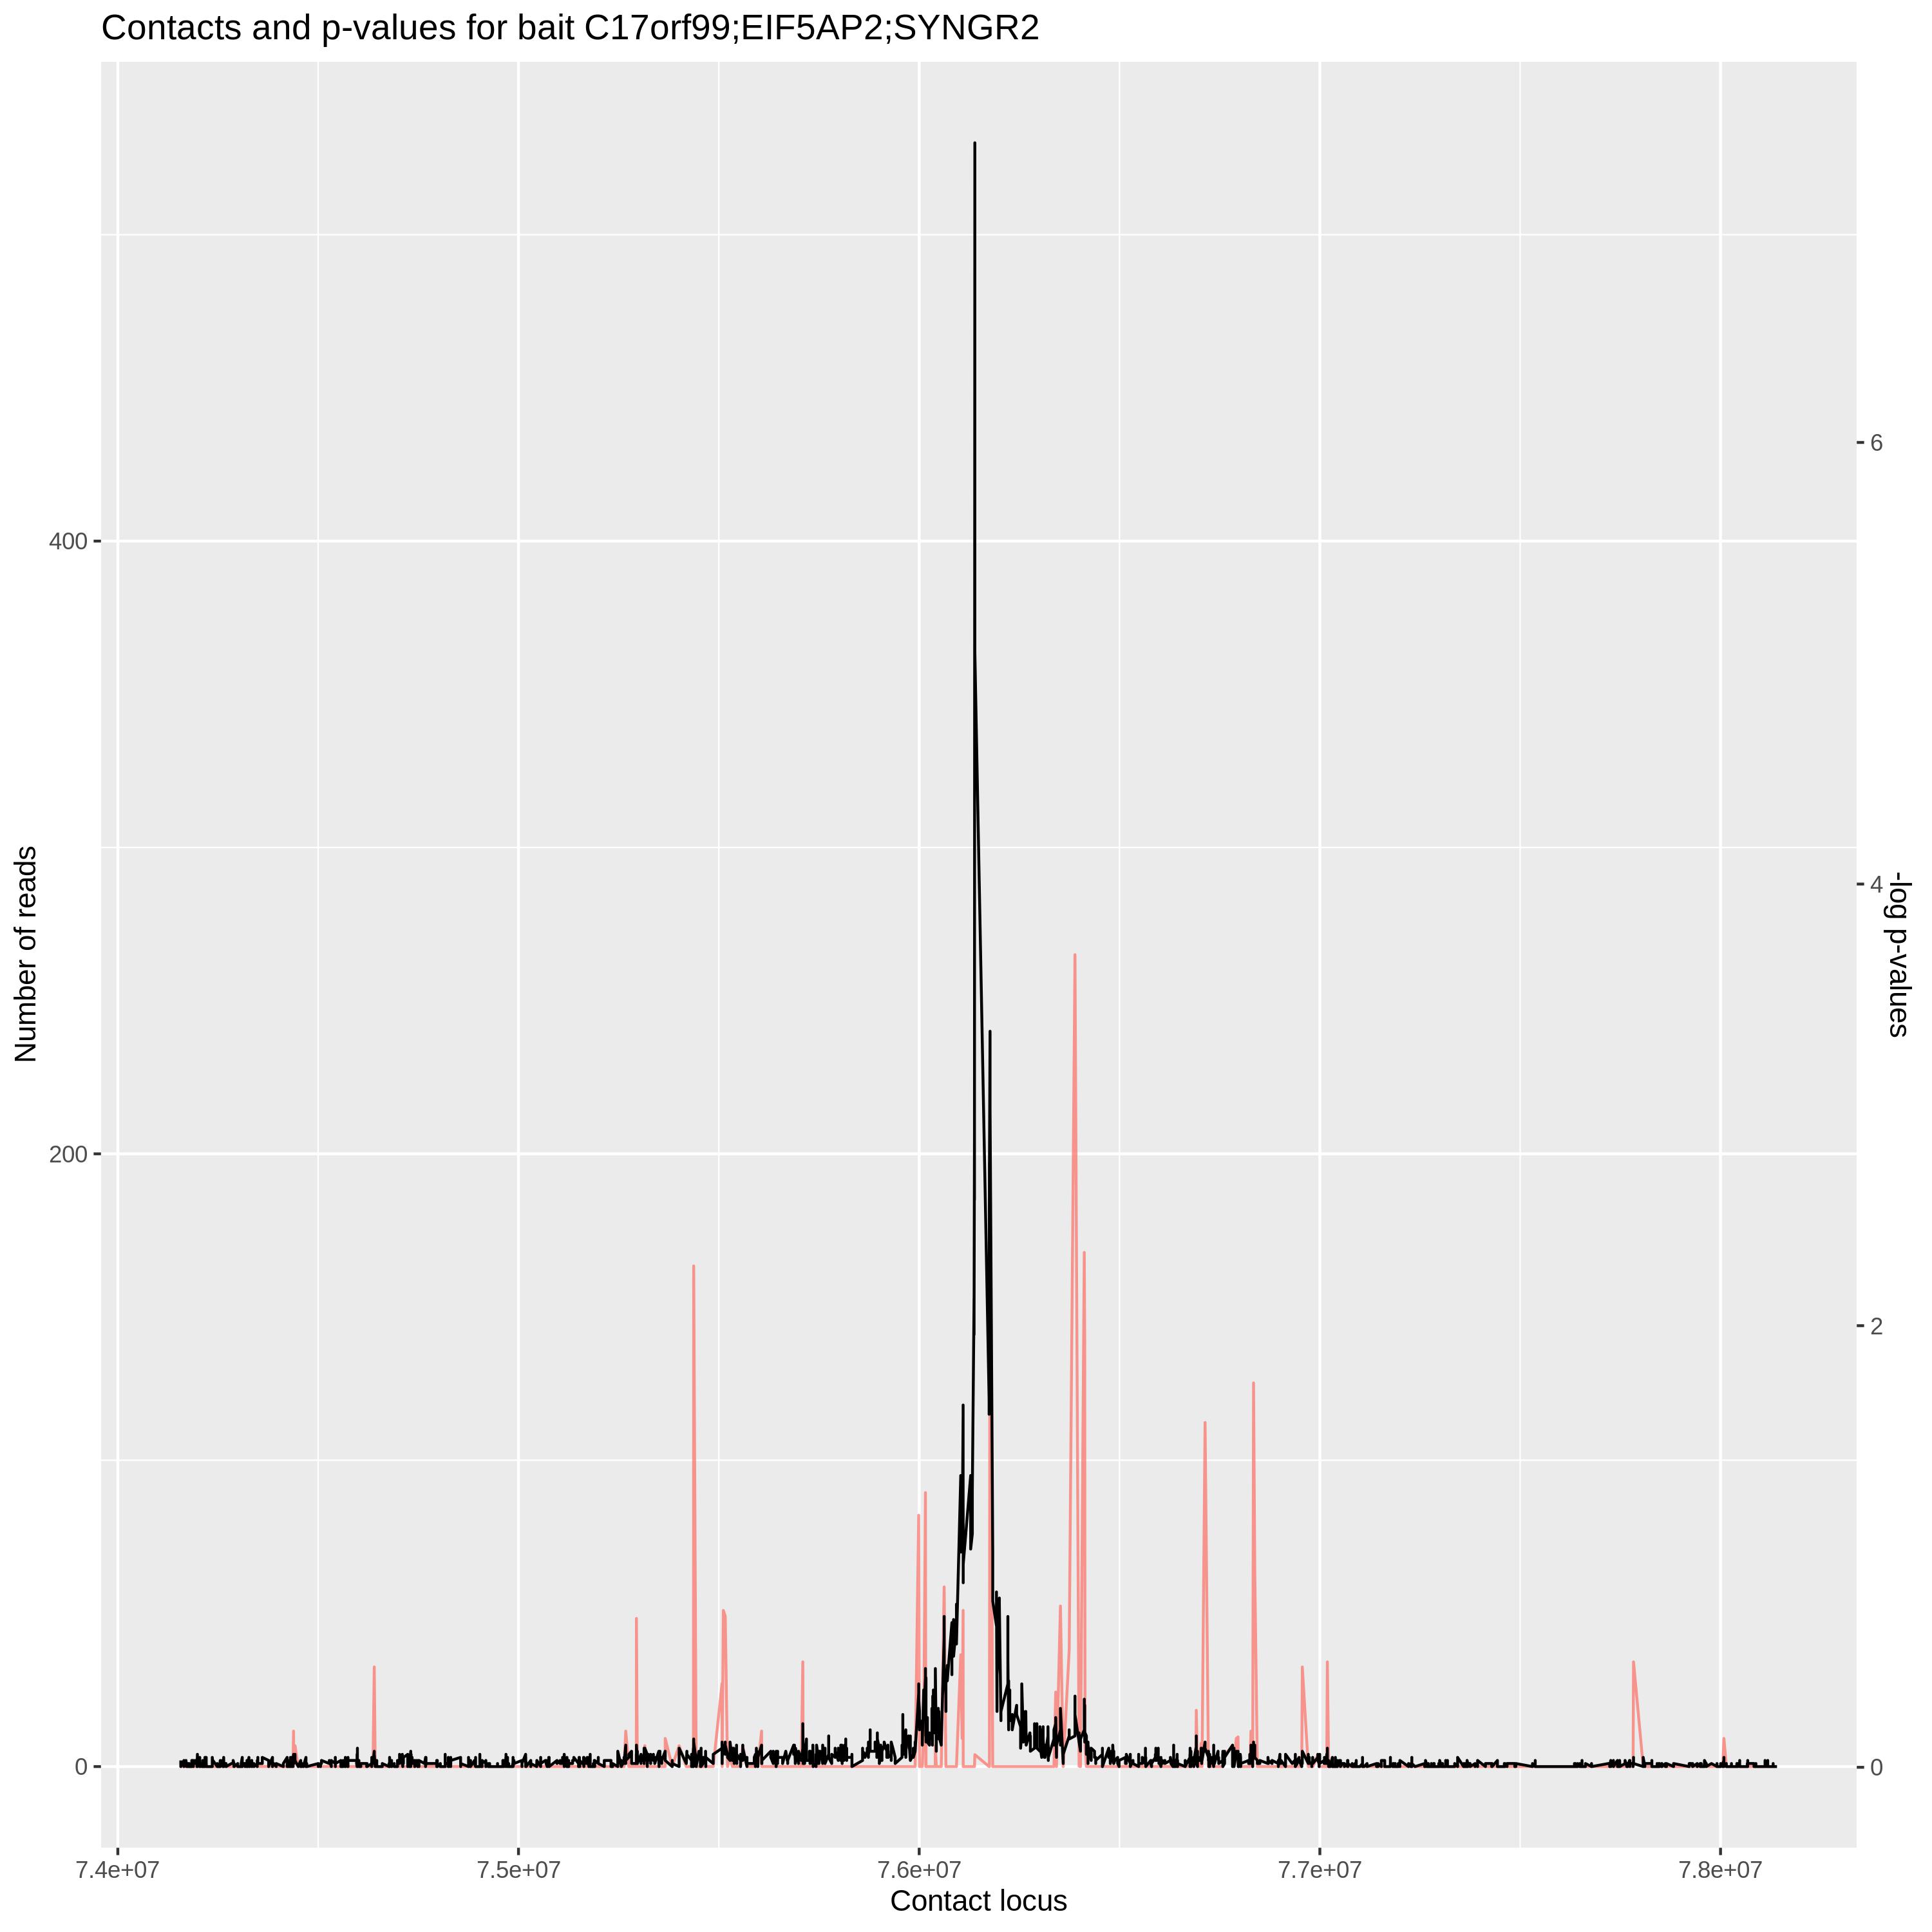 Contacts and p-values for bait C17orf99;EIF5AP2;SYNGR2
Number of reads
400
200
0
6
4
2
0
-log p-values
7.4e+07
7.5e+07
7.6e+07
7.7e+07
7.8e+07
Contact locus